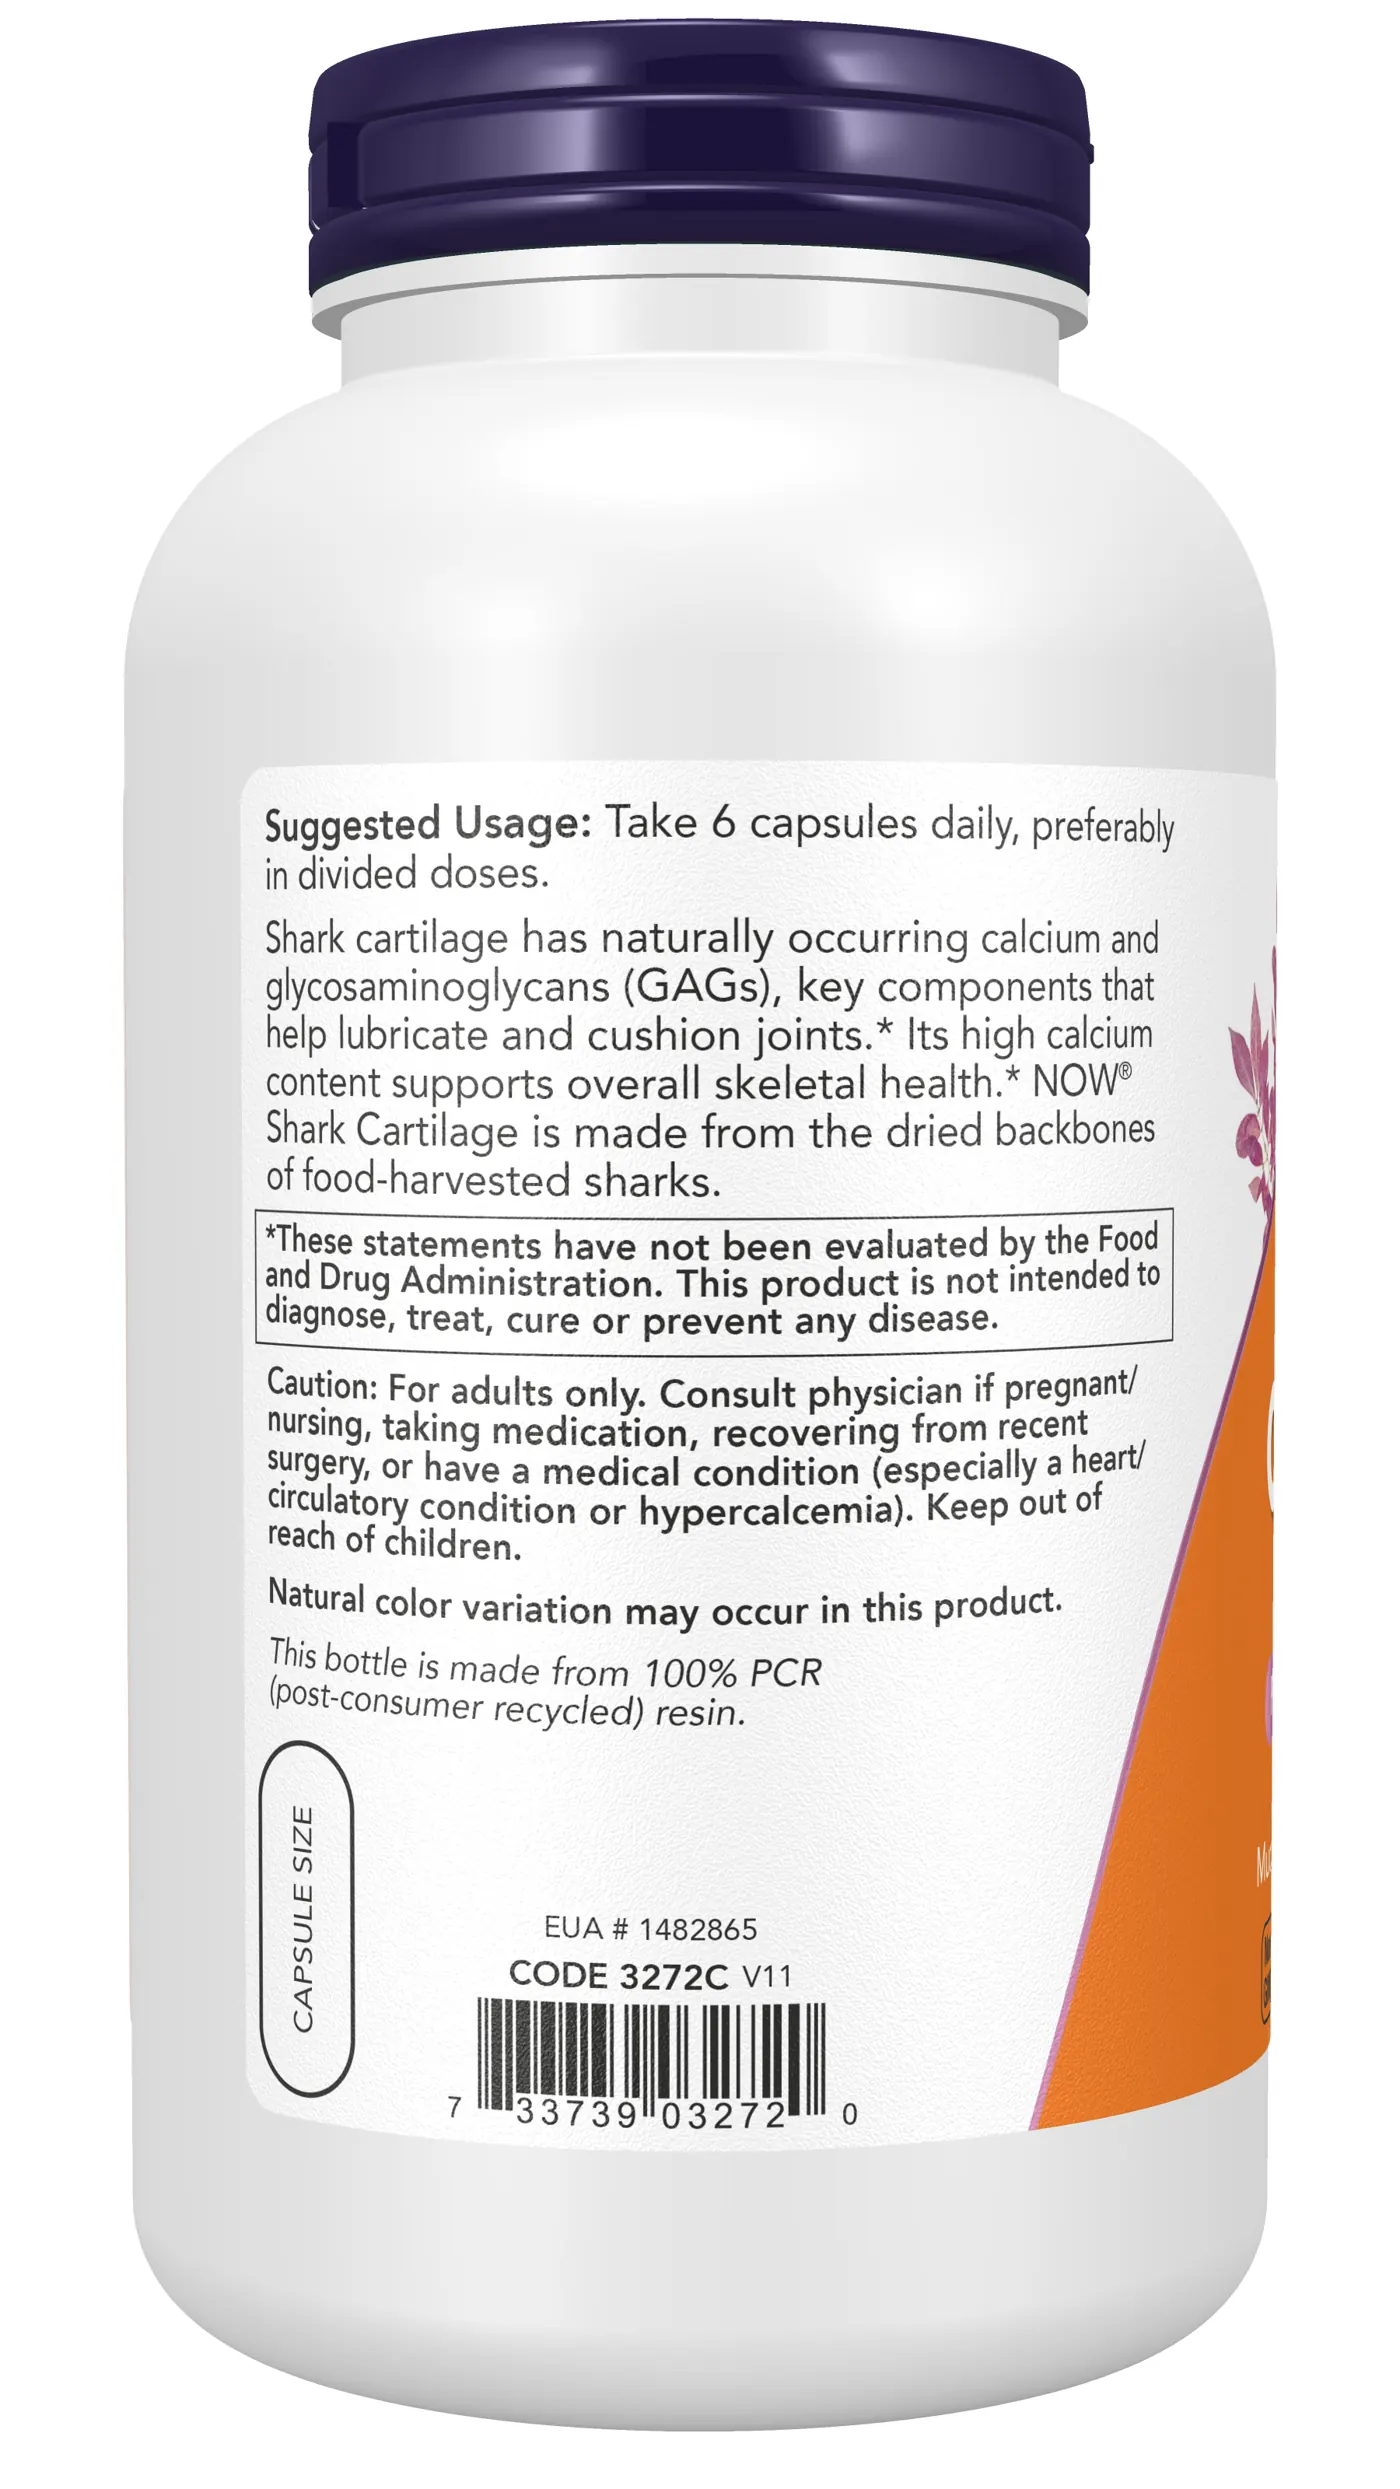 Suggested Usage: Take 6 capsules daily, preferably
in divided doses.
Shark cartilage has naturally occurring calcium and
glycosaminoglycans (GAGs), key components that
help lubricate and cushion joints.* Its high calcium
content supports overall skeletal health.* NOW®
Shark Cartilage is made from the dried backbones
of food-harvested sharks.
*These statements have not been evaluated by the Food
and Drug Administration. This product is not intended to
diagnose, treat, cure or prevent any disease.
Caution: For adults only. Consult physician if pregnant/
nursing, taking medication, recovering from recent
surgery, or have a medical condition (especially a heart/
circulatory condition or hypercalcemia). Keep out of
reach of children.
Natural color variation may occur in this product.
This bottle is made from 100% PCR
(post-consumer recycled) resin.
CAPSULE SIZE
EUA # 1482865
CODE 3272C V11
7 33739 03272 0